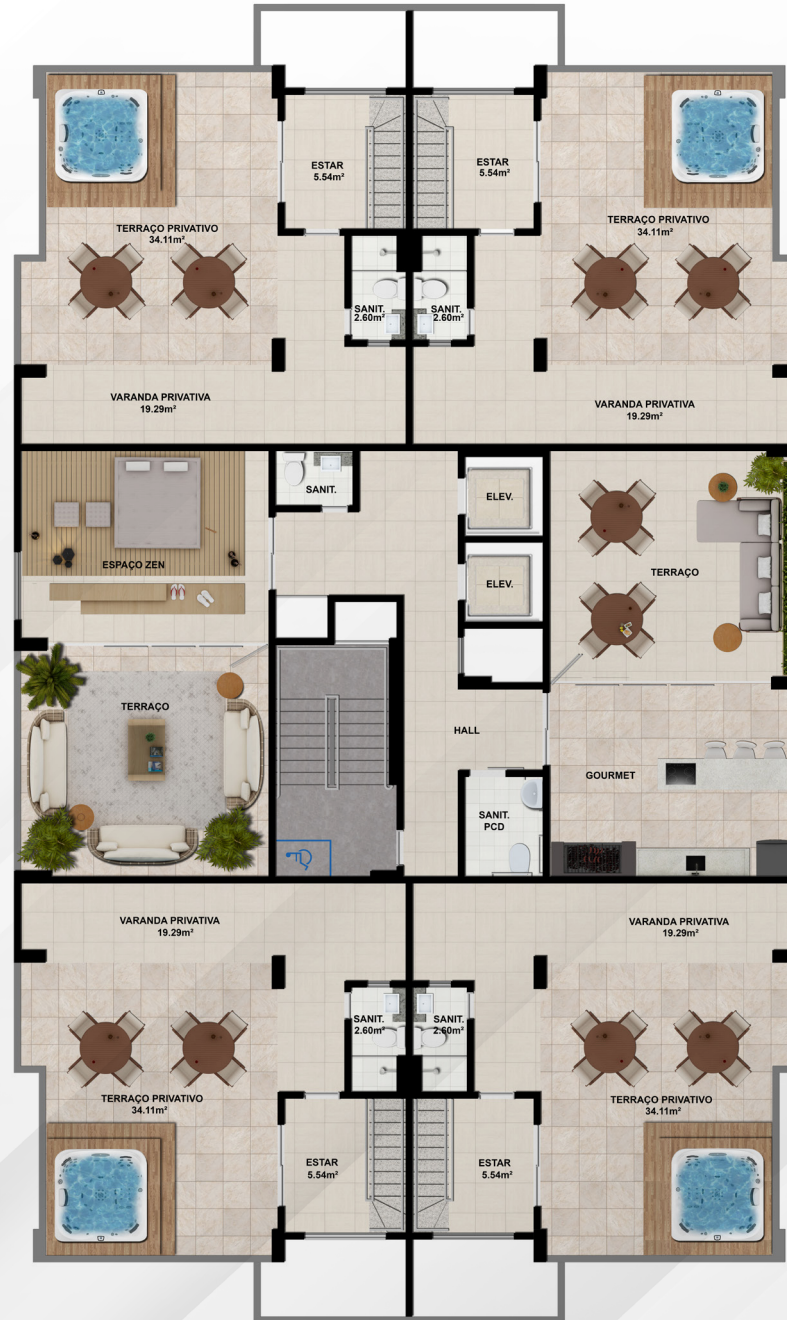 ESTAR
5.54m²
ESTAR
5.54m²
TERRAÇO PRIVATIVO
34.11m²
TERRAÇO PRIVATIVO
34.11m²
SANIT.
2.60m²
SANIT.
2.60m²
VARANDA PRIVATIVA
19.29m²
VARANDA PRIVATIVA
19.29m²
SANIT.
ELEV.
ESPAÇO ZEN
ELEV.
TERRAÇO
TERRAÇO
HALL
GOURMET
SANIT.
PCD
VARANDA PRIVATIVA
19.29m²
VARANDA PRIVATIVA
19.29m²
SANIT.
2.60m²
SANIT.
2.60m²
TERRAÇO PRIVATIVO
34.11m²
TERRAÇO PRIVATIVO
34.11m²
ESTAR
5.54m²
ESTAR
5.54m²